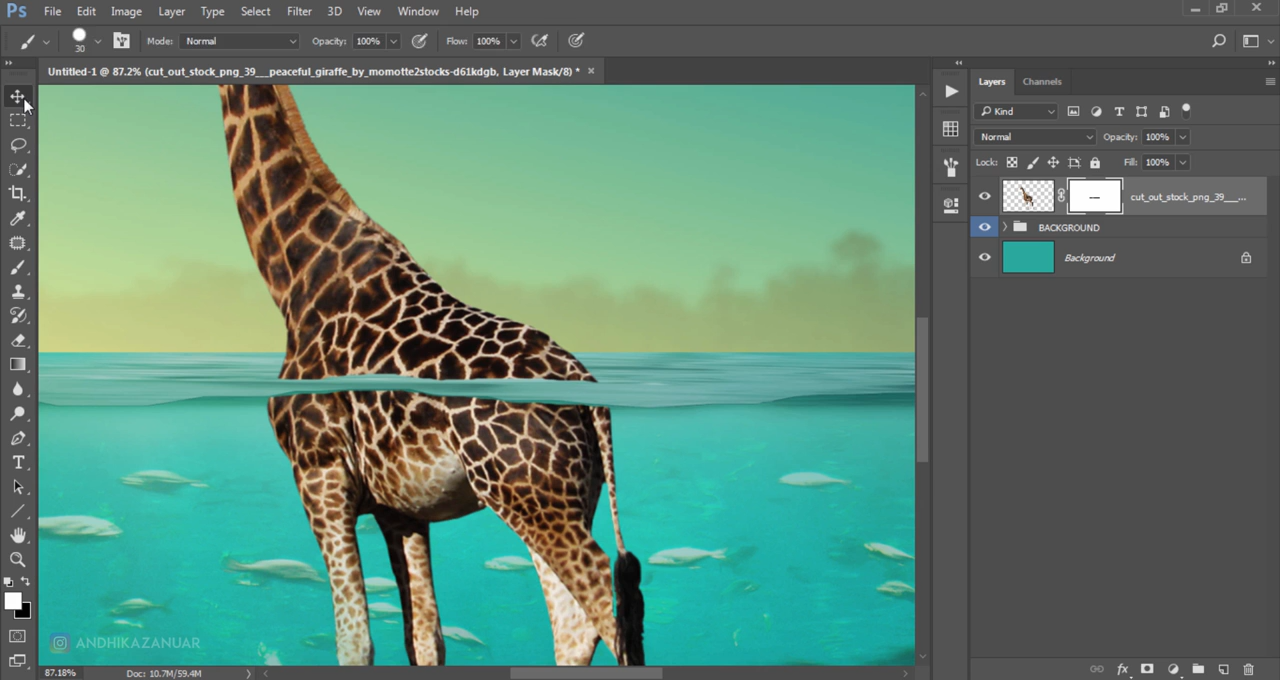 Ps File Edit Image Layer Type Select Filter 3D View Window Help
30 Mode: Normal Opacity: 100% Flow: 100%
Untitled-1 @ 87.2% (cut_out_stock_png_39___peaceful_giraffe_by_momotte2stocks-d61kdgb, Layer Mask/8) * ×
Layers Channels
Kind
Normal Opacity: 100%
Lock: Fill: 100%
cut_out_stock_png_39___...
BACKGROUND
Background
ANDHIKAZANUAR
87.18% Doc: 10.7M/59.4M